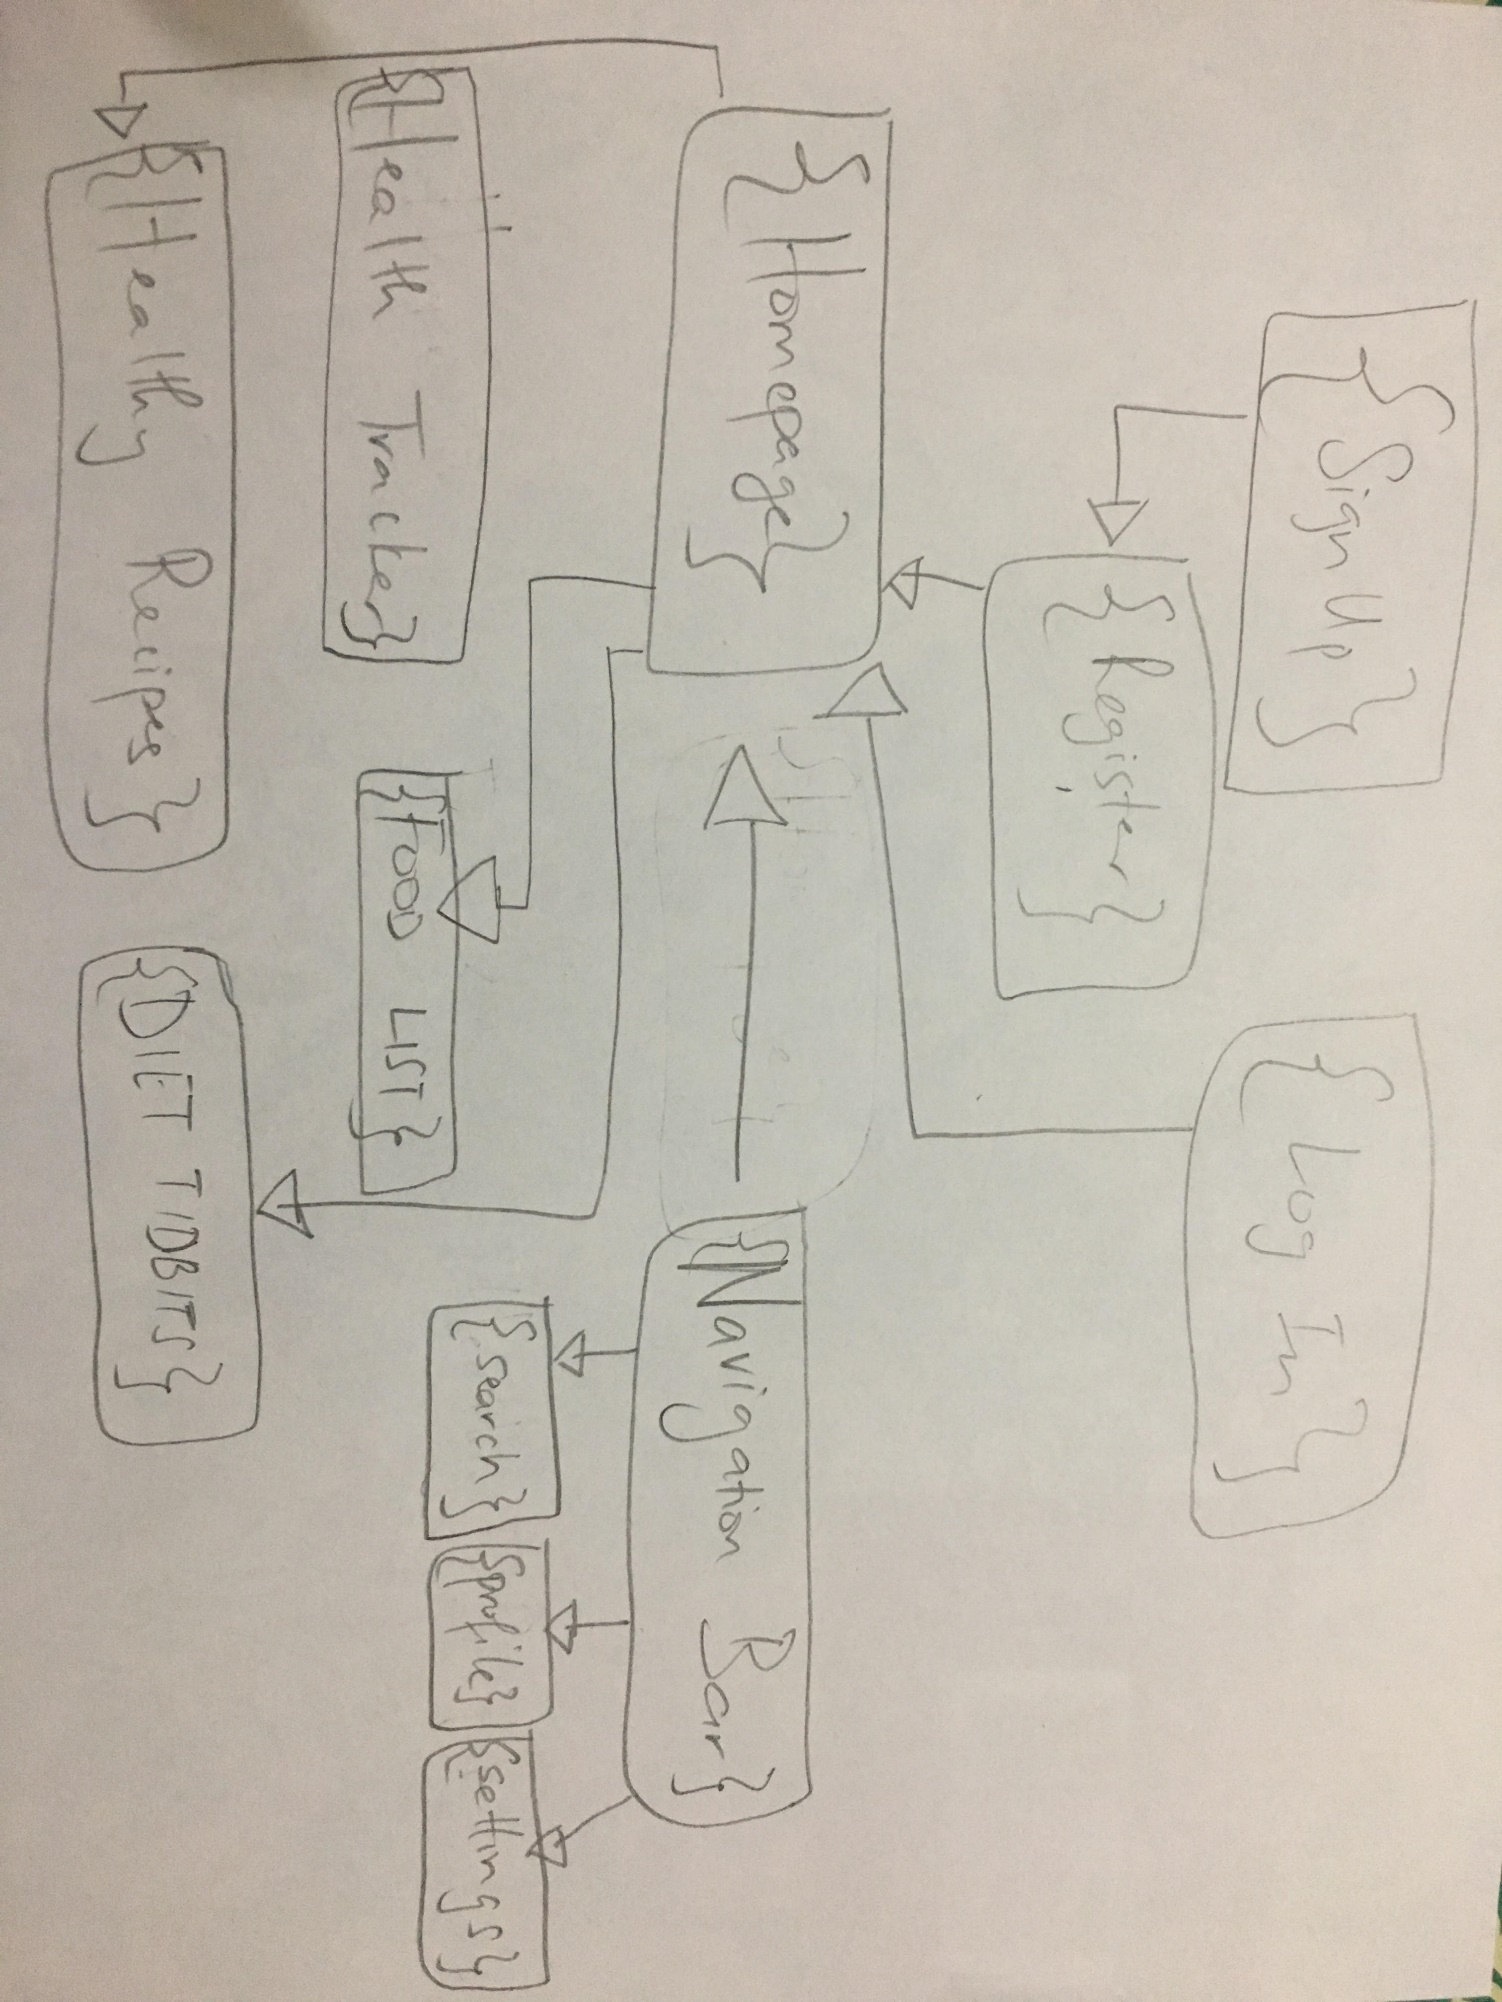 {Sign Up}
{Log In}
{Register}
{Homepage}
{Navigation Bar}
{Health Tracker}
{FOOD LIST}
{search}
{profile}
{settings}
{Healthy Recipes}
{DIET TIDBITS}